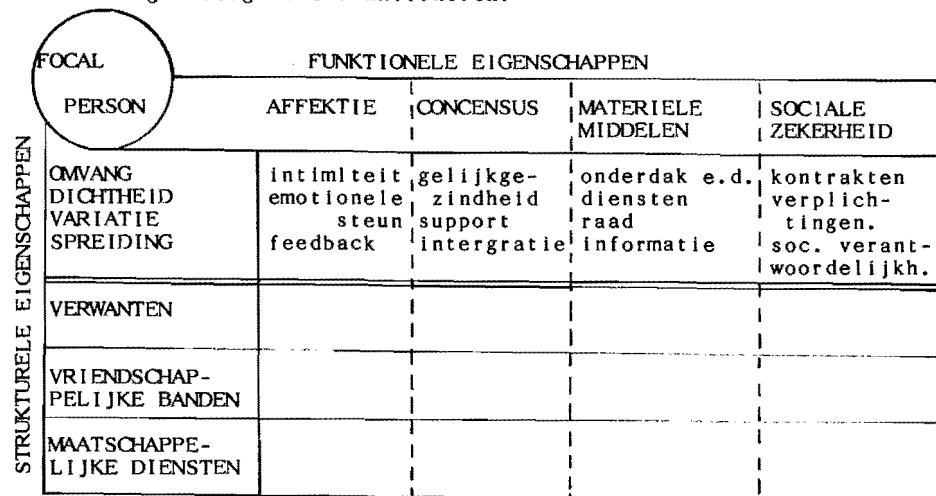 FOCAL
PERSON
FUNKTIONELE EIGENSCHAPPEN
AFFEKTIE
CONCENSUS
MATERIELE
MIDDELEN
SOCIALE
ZEKERHEID
STRUKTURELE EIGENSCHAPPEN
OMVANG
DICHTHEID
VARIATIE
SPREIDING
intimiteit
emotionele
steun
feedback
gelijkge-
zindheid
support
intergratie
onderdak e.d.
diensten
raad
informatie
kontrakten
verplich-
tingen.
soc. verant-
woordelijkh.
VERWANTEN
VRIENDSCHAP-
PELIJKE BANDEN
MAATSCHAPPE-
LIJKE DIENSTEN